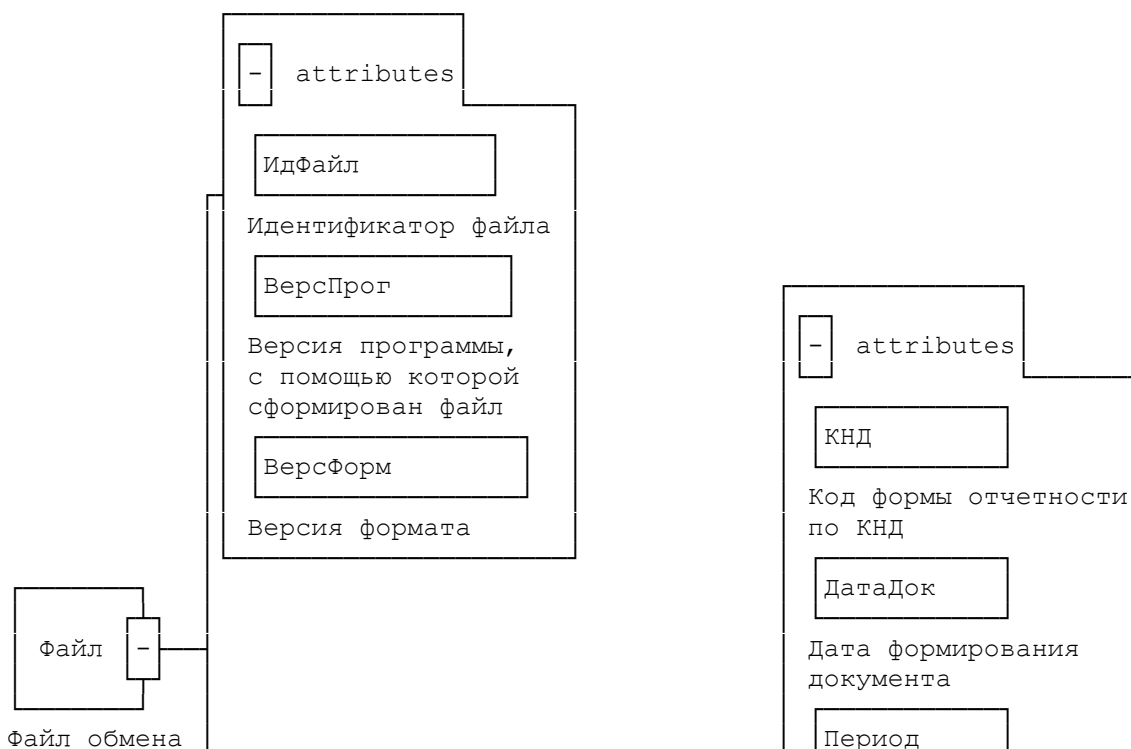 - attributes
ИдФайл
Идентификатор файла
ВерсПрог
Версия программы,
с помощью которой
сформирован файл
ВерсФорм
Версия формата
Файл -
Файл обмена
- attributes
КНД
Код формы отчетности
по КНД
ДатаДок
Дата формирования
документа
Период